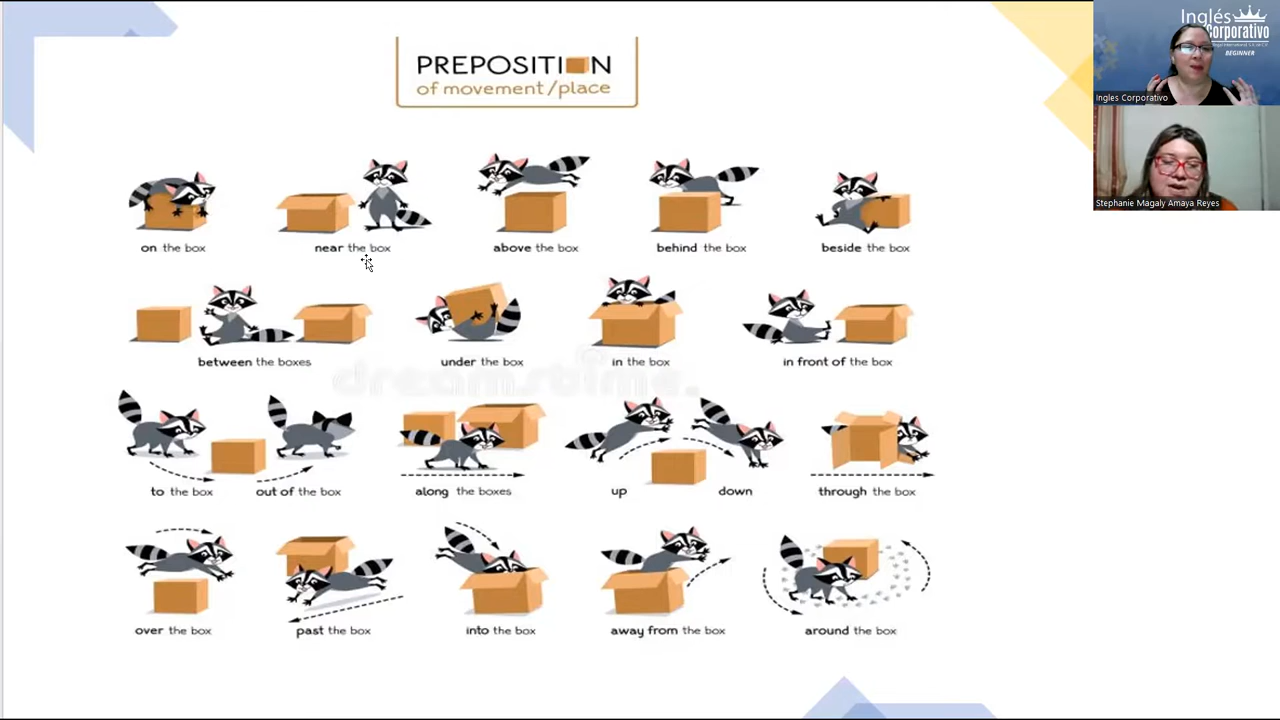 PREPOSITION
of movement/place
on the box
near the box
above the box
behind the box
beside the box
between the boxes
under the box
in the box
in front of the box
dreamstime.
to the box
out of the box
along the boxes
up
down
through the box
over the box
past the box
into the box
away from the box
around the box
Inglés
Corporativo
BEGINNER
Ingles Corporativo
Stephanie Magaly Amaya Reyes